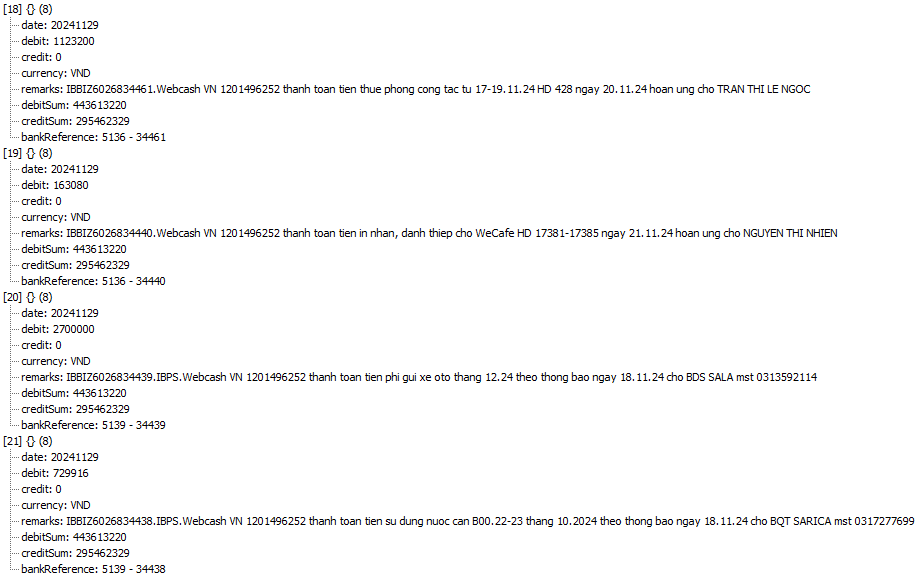 [18] {} (8)
date: 20241129
debit: 1123200
credit: 0
currency: VND
remarks: IBBIZ6026834461.Webcash VN 1201496252 thanh toan tien thue phong cong tac tu 17-19.11.24 HD 428 ngay 20.11.24 hoan ung cho TRAN THI LE NGOC
debitSum: 443613220
creditSum: 295462329
bankReference: 5136 - 34461
[19] {} (8)
date: 20241129
debit: 163080
credit: 0
currency: VND
remarks: IBBIZ6026834440.Webcash VN 1201496252 thanh toan tien in nhan, danh thiep cho WeCafe HD 17381-17385 ngay 21.11.24 hoan ung cho NGUYEN THI NHIEN
debitSum: 443613220
creditSum: 295462329
bankReference: 5136 - 34440
[20] {} (8)
date: 20241129
debit: 2700000
credit: 0
currency: VND
remarks: IBBIZ6026834439.IBPS.Webcash VN 1201496252 thanh toan tien phi gui xe oto thang 12.24 theo thong bao ngay 18.11.24 cho BDS SALA mst 0313592114
debitSum: 443613220
creditSum: 295462329
bankReference: 5139 - 34439
[21] {} (8)
date: 20241129
debit: 729916
credit: 0
currency: VND
remarks: IBBIZ6026834438.IBPS.Webcash VN 1201496252 thanh toan tien su dung nuoc can B00.22-23 thang 10.2024 theo thong bao ngay 18.11.24 cho BQT SARICA mst 0317277699
debitSum: 443613220
creditSum: 295462329
bankReference: 5139 - 34438